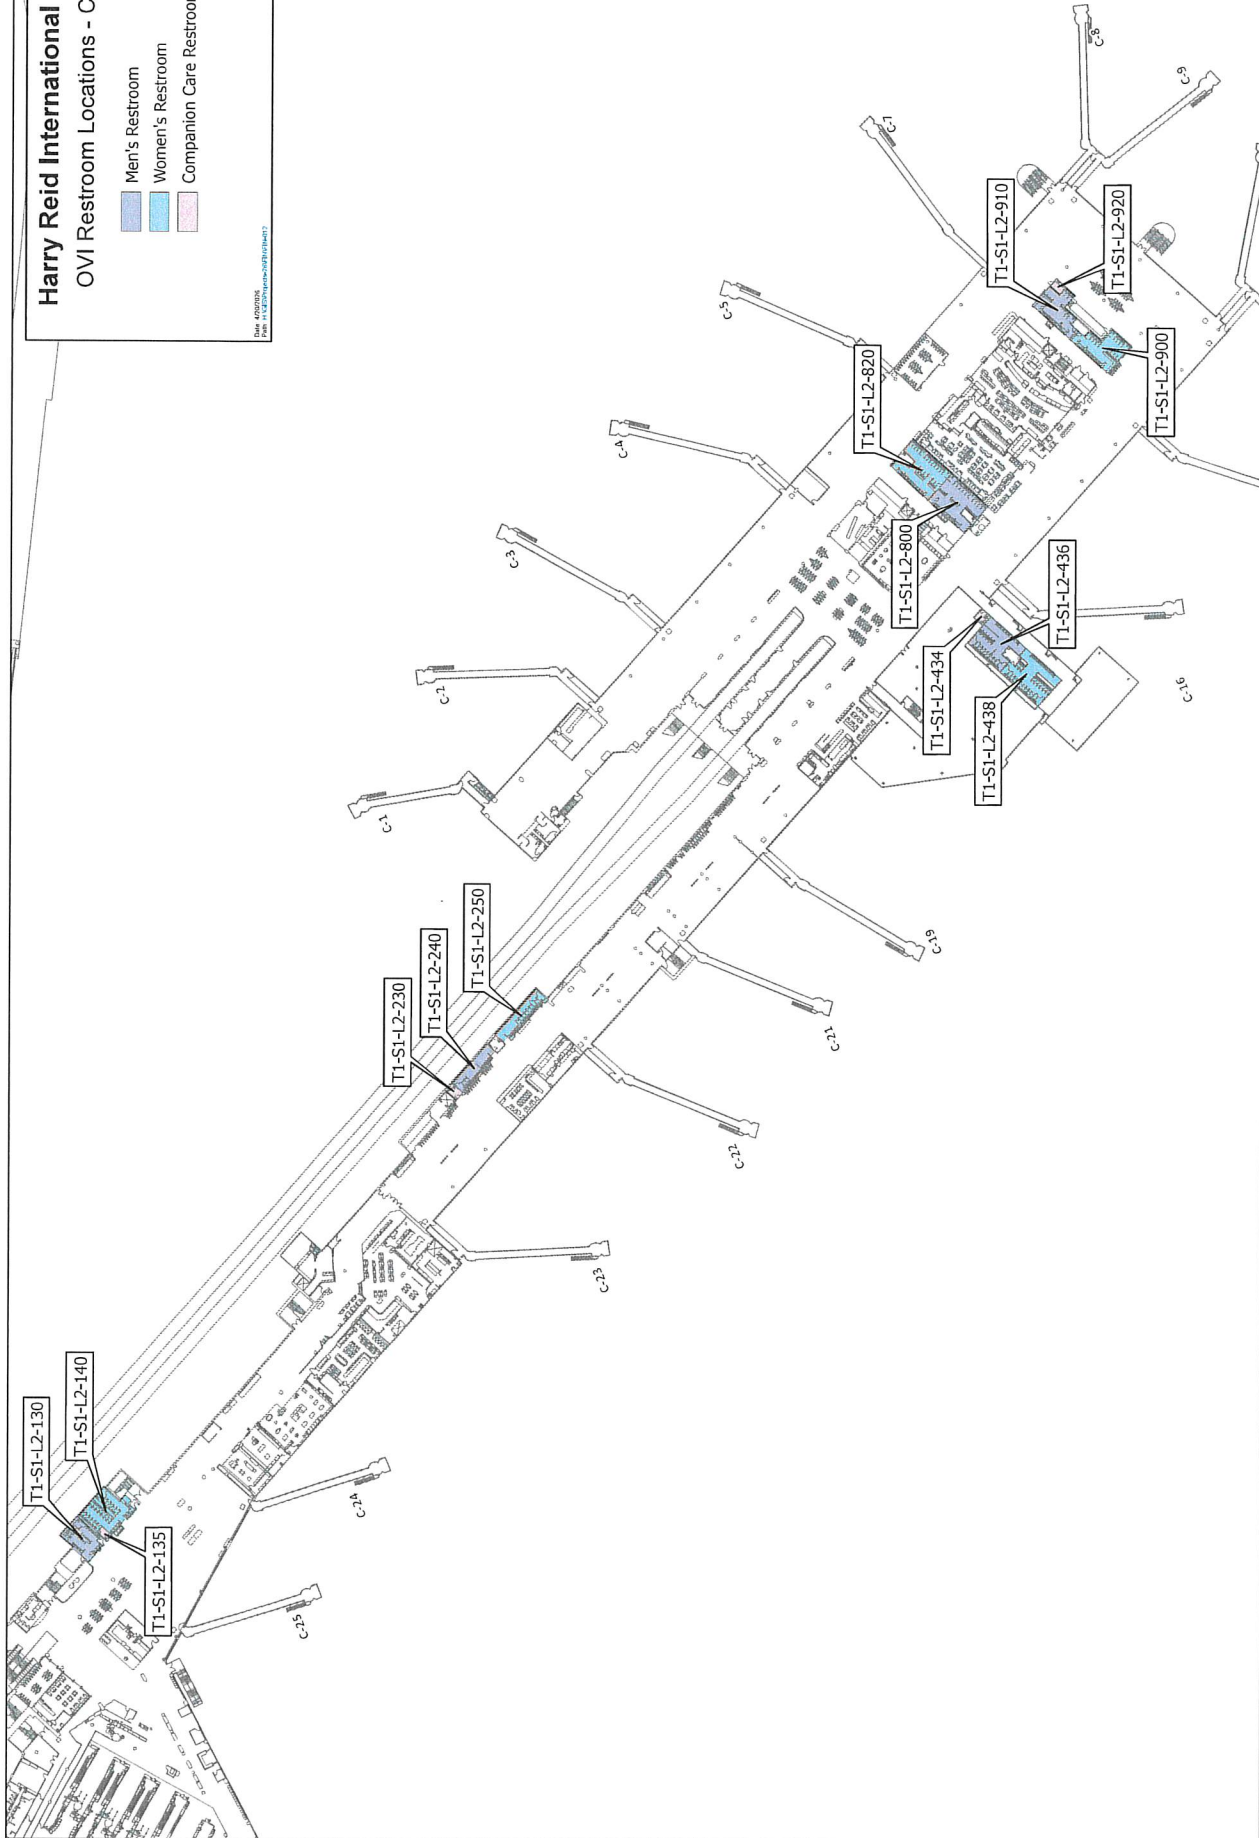 Harry Reid International
OVI Restroom Locations - C
Men's Restroom
Women's Restroom
Companion Care Restroom
C-8
C-9
C-7
C-5
C-4
C-3
C-2
C-1
T1-S1-L2-910
T1-S1-L2-920
T1-S1-L2-900
T1-S1-L2-820
T1-S1-L2-800
T1-S1-L2-436
T1-S1-L2-434
T1-S1-L2-438
C-16
C-19
C-21
C-22
C-23
C-24
C-25
T1-S1-L2-250
T1-S1-L2-240
T1-S1-L2-230
T1-S1-L2-130
T1-S1-L2-140
T1-S1-L2-135